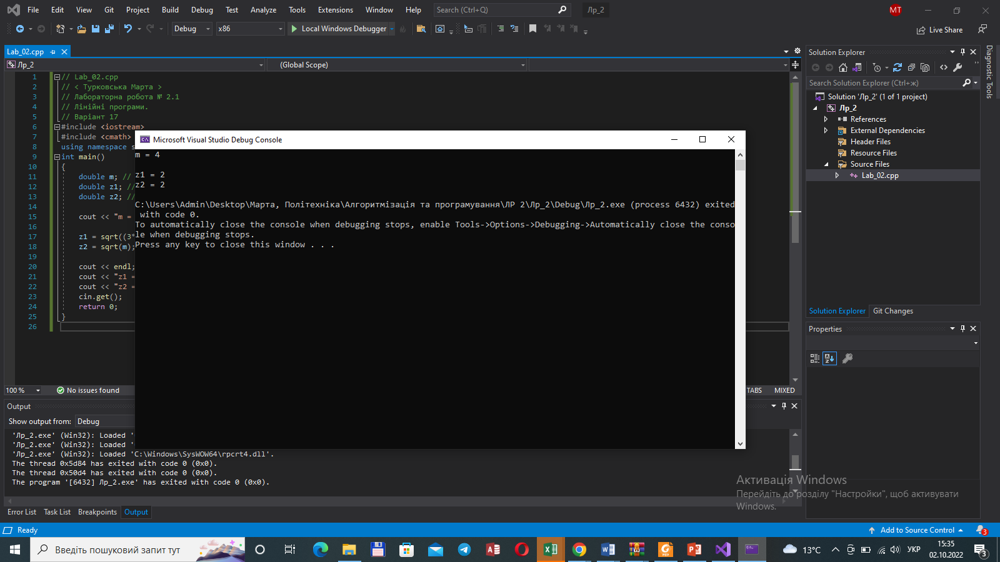 File Edit View Git Project Build Debug Test Analyze Tools Extensions Window Help Search (Ctrl+Q) Лр_2 МТ
Debug x86 Local Windows Debugger Live Share
Lab_02.cpp
Лр_2 (Global Scope)
1 // Lab_02.cpp
2 // < Турковська Марта >
3 // Лабораторна робота № 2.1
4 // Лінійні програми.
5 // Варіант 17
6 #include <iostream>
7 #include <cmath>
8 using namespace s
9 int main()
10 {
11 double m; //
12 double z1; //
13 double z2; //
14
15 cout << "m =
16
17 z1 = sqrt((3*
18 z2 = sqrt(m);
19
20 cout << endl;
21 cout << "z1 =
22 cout << "z2 =
23 cin.get();
24 return 0;
25 }
26
Microsoft Visual Studio Debug Console
m = 4
z1 = 2
z2 = 2
C:\Users\Admin\Desktop\Марта, Політехніка\Алгоритмізація та програмування\ЛР 2\Лр_2\Debug\Лр_2.exe (process 6432) exited
with code 0.
To automatically close the console when debugging stops, enable Tools->Options->Debugging->Automatically close the conso
le when debugging stops.
Press any key to close this window . . .
100 % No issues found TABS MIXED
Output
Show output from: Debug
'Лр_2.exe' (Win32): Loaded '
'Лр_2.exe' (Win32): Loaded '
'Лр_2.exe' (Win32): Loaded 'C:\Windows\SysWOW64\rpcrt4.dll'.
The thread 0x5d84 has exited with code 0 (0x0).
The thread 0x50d4 has exited with code 0 (0x0).
The program '[6432] Лр_2.exe' has exited with code 0 (0x0).
Error List Task List Breakpoints Output
Solution Explorer
Search Solution Explorer (Ctrl+ж)
Solution 'Лр_2' (1 of 1 project)
Лр_2
References
External Dependencies
Header Files
Resource Files
Source Files
Lab_02.cpp
Solution Explorer Git Changes
Properties
Diagnostic Tools
Активація Windows
Перейдіть до розділу "Настройки", щоб активувати
Windows.
Ready Add to Source Control 3
Введіть пошуковий запит тут 13°C УКР 15:35
02.10.2022 3